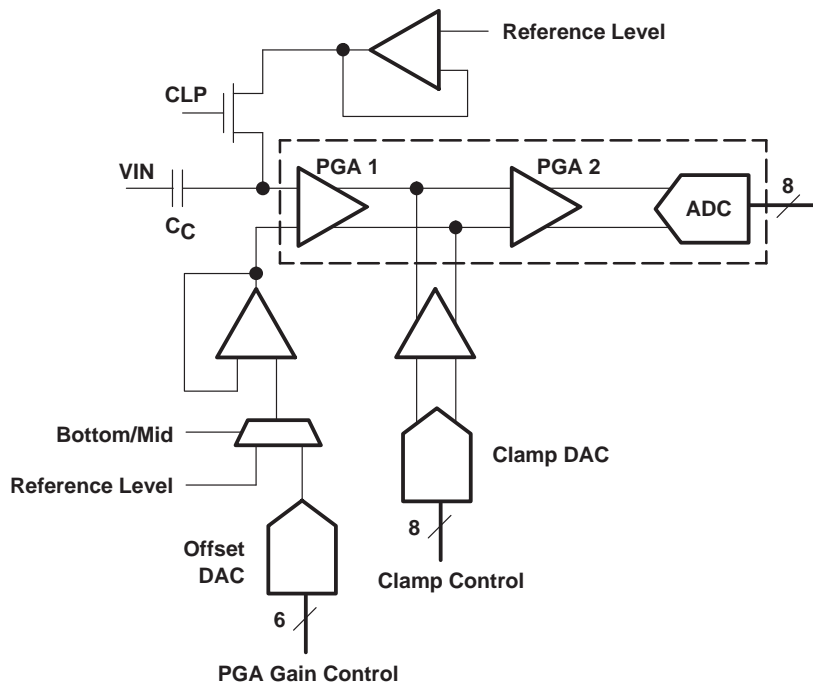 Reference Level
CLP
VIN
CC
PGA 1
PGA 2
ADC
8
Bottom/Mid
Reference Level
Clamp DAC
8
Clamp Control
Offset
DAC
6
PGA Gain Control